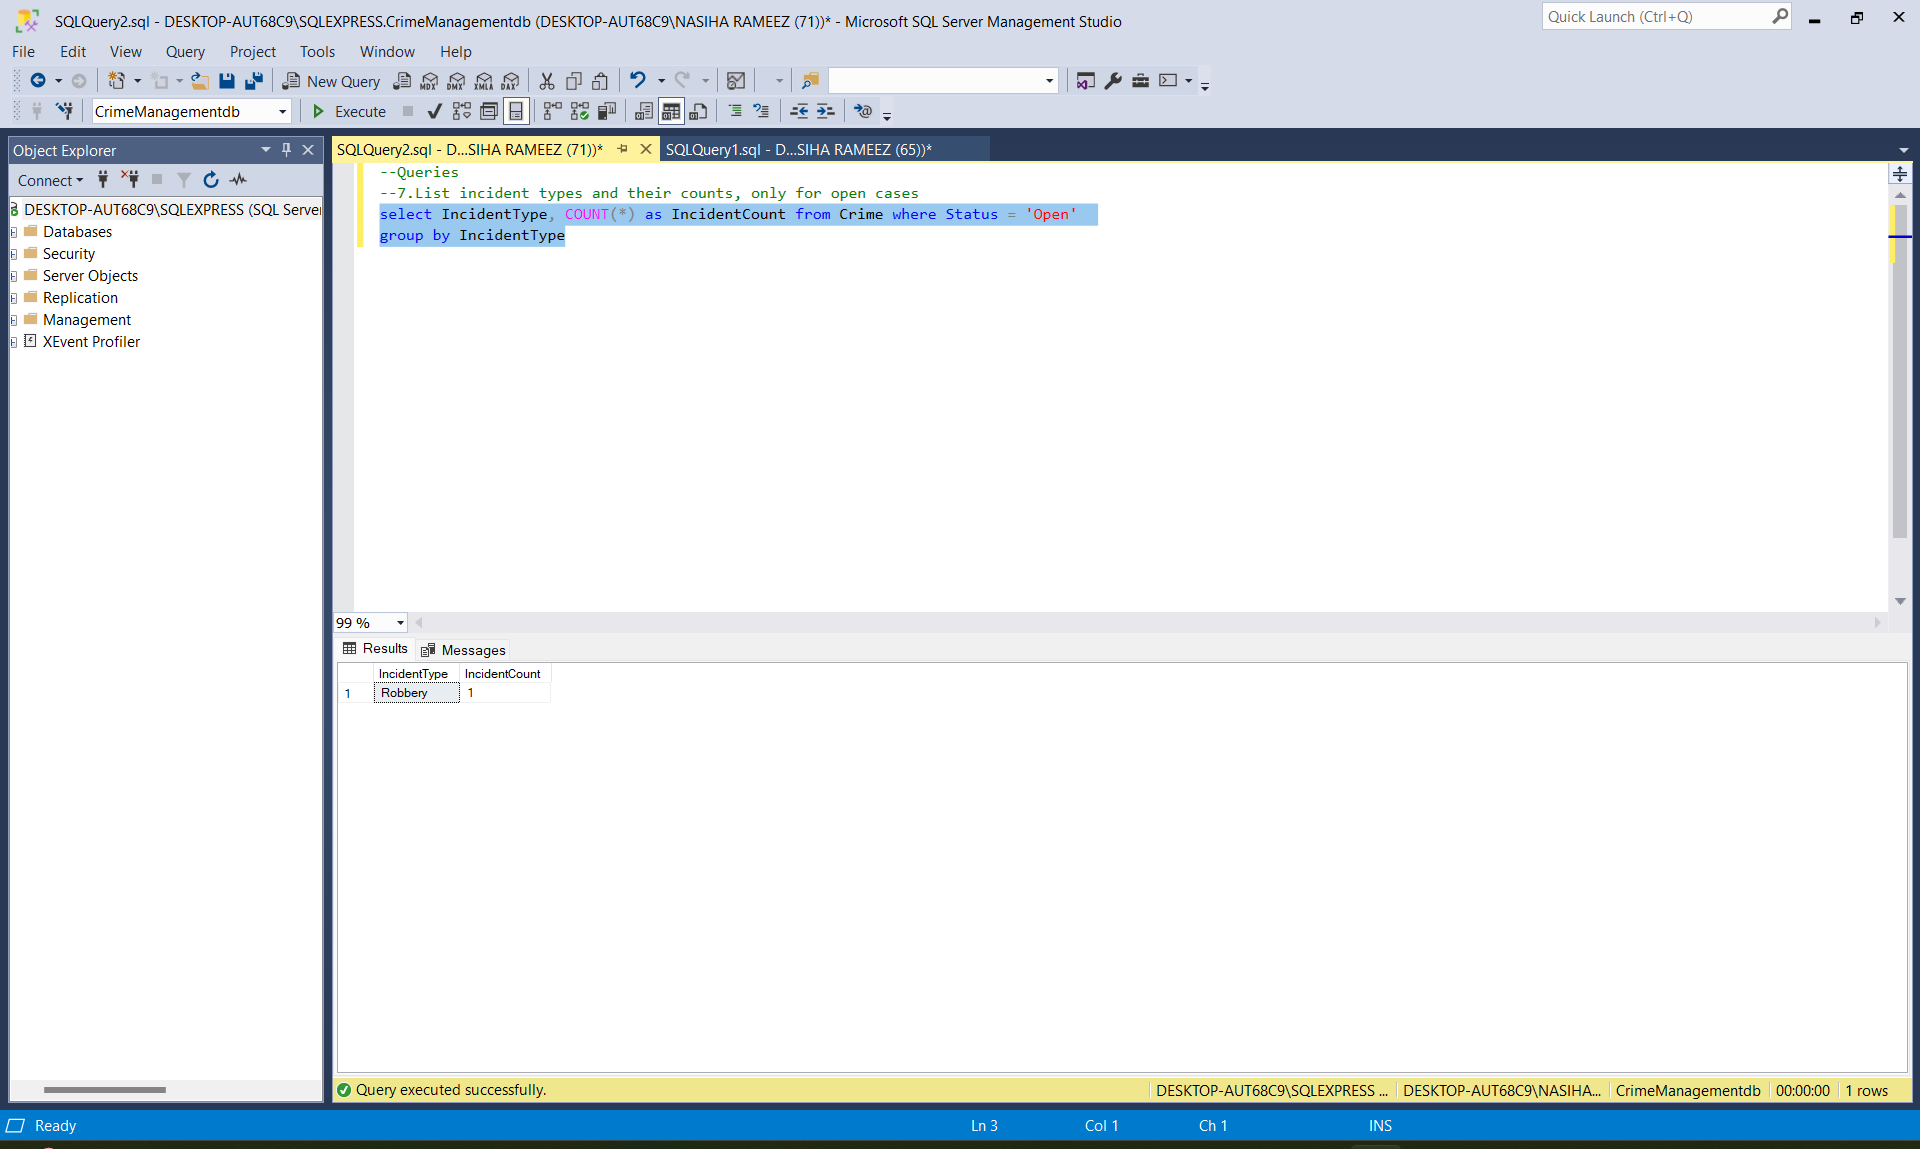 SQLQuery2.sql - DESKTOP-AUT68C9\SQLEXPRESS.CrimeManagementdb (DESKTOP-AUT68C9\NASIHA RAMEEZ (71))* - Microsoft SQL Server Management Studio
Quick Launch (Ctrl+Q)
File Edit View Query Project Tools Window Help
New Query MDX DMX XMLA DAX
CrimeManagementdb Execute
Object Explorer
SQLQuery2.sql - D...SIHA RAMEEZ (71))* SQLQuery1.sql - D...SIHA RAMEEZ (65))*
Connect
DESKTOP-AUT68C9\SQLEXPRESS (SQL Server
Databases
Security
Server Objects
Replication
Management
XEvent Profiler
--Queries
--7.List incident types and their counts, only for open cases
select IncidentType, COUNT(*) as IncidentCount from Crime where Status = 'Open'
group by IncidentType
99 %
Results Messages
IncidentType IncidentCount
1 Robbery 1
Query executed successfully.
DESKTOP-AUT68C9\SQLEXPRESS ... DESKTOP-AUT68C9\NASIHA... CrimeManagementdb 00:00:00 1 rows
Ready Ln 3 Col 1 Ch 1 INS